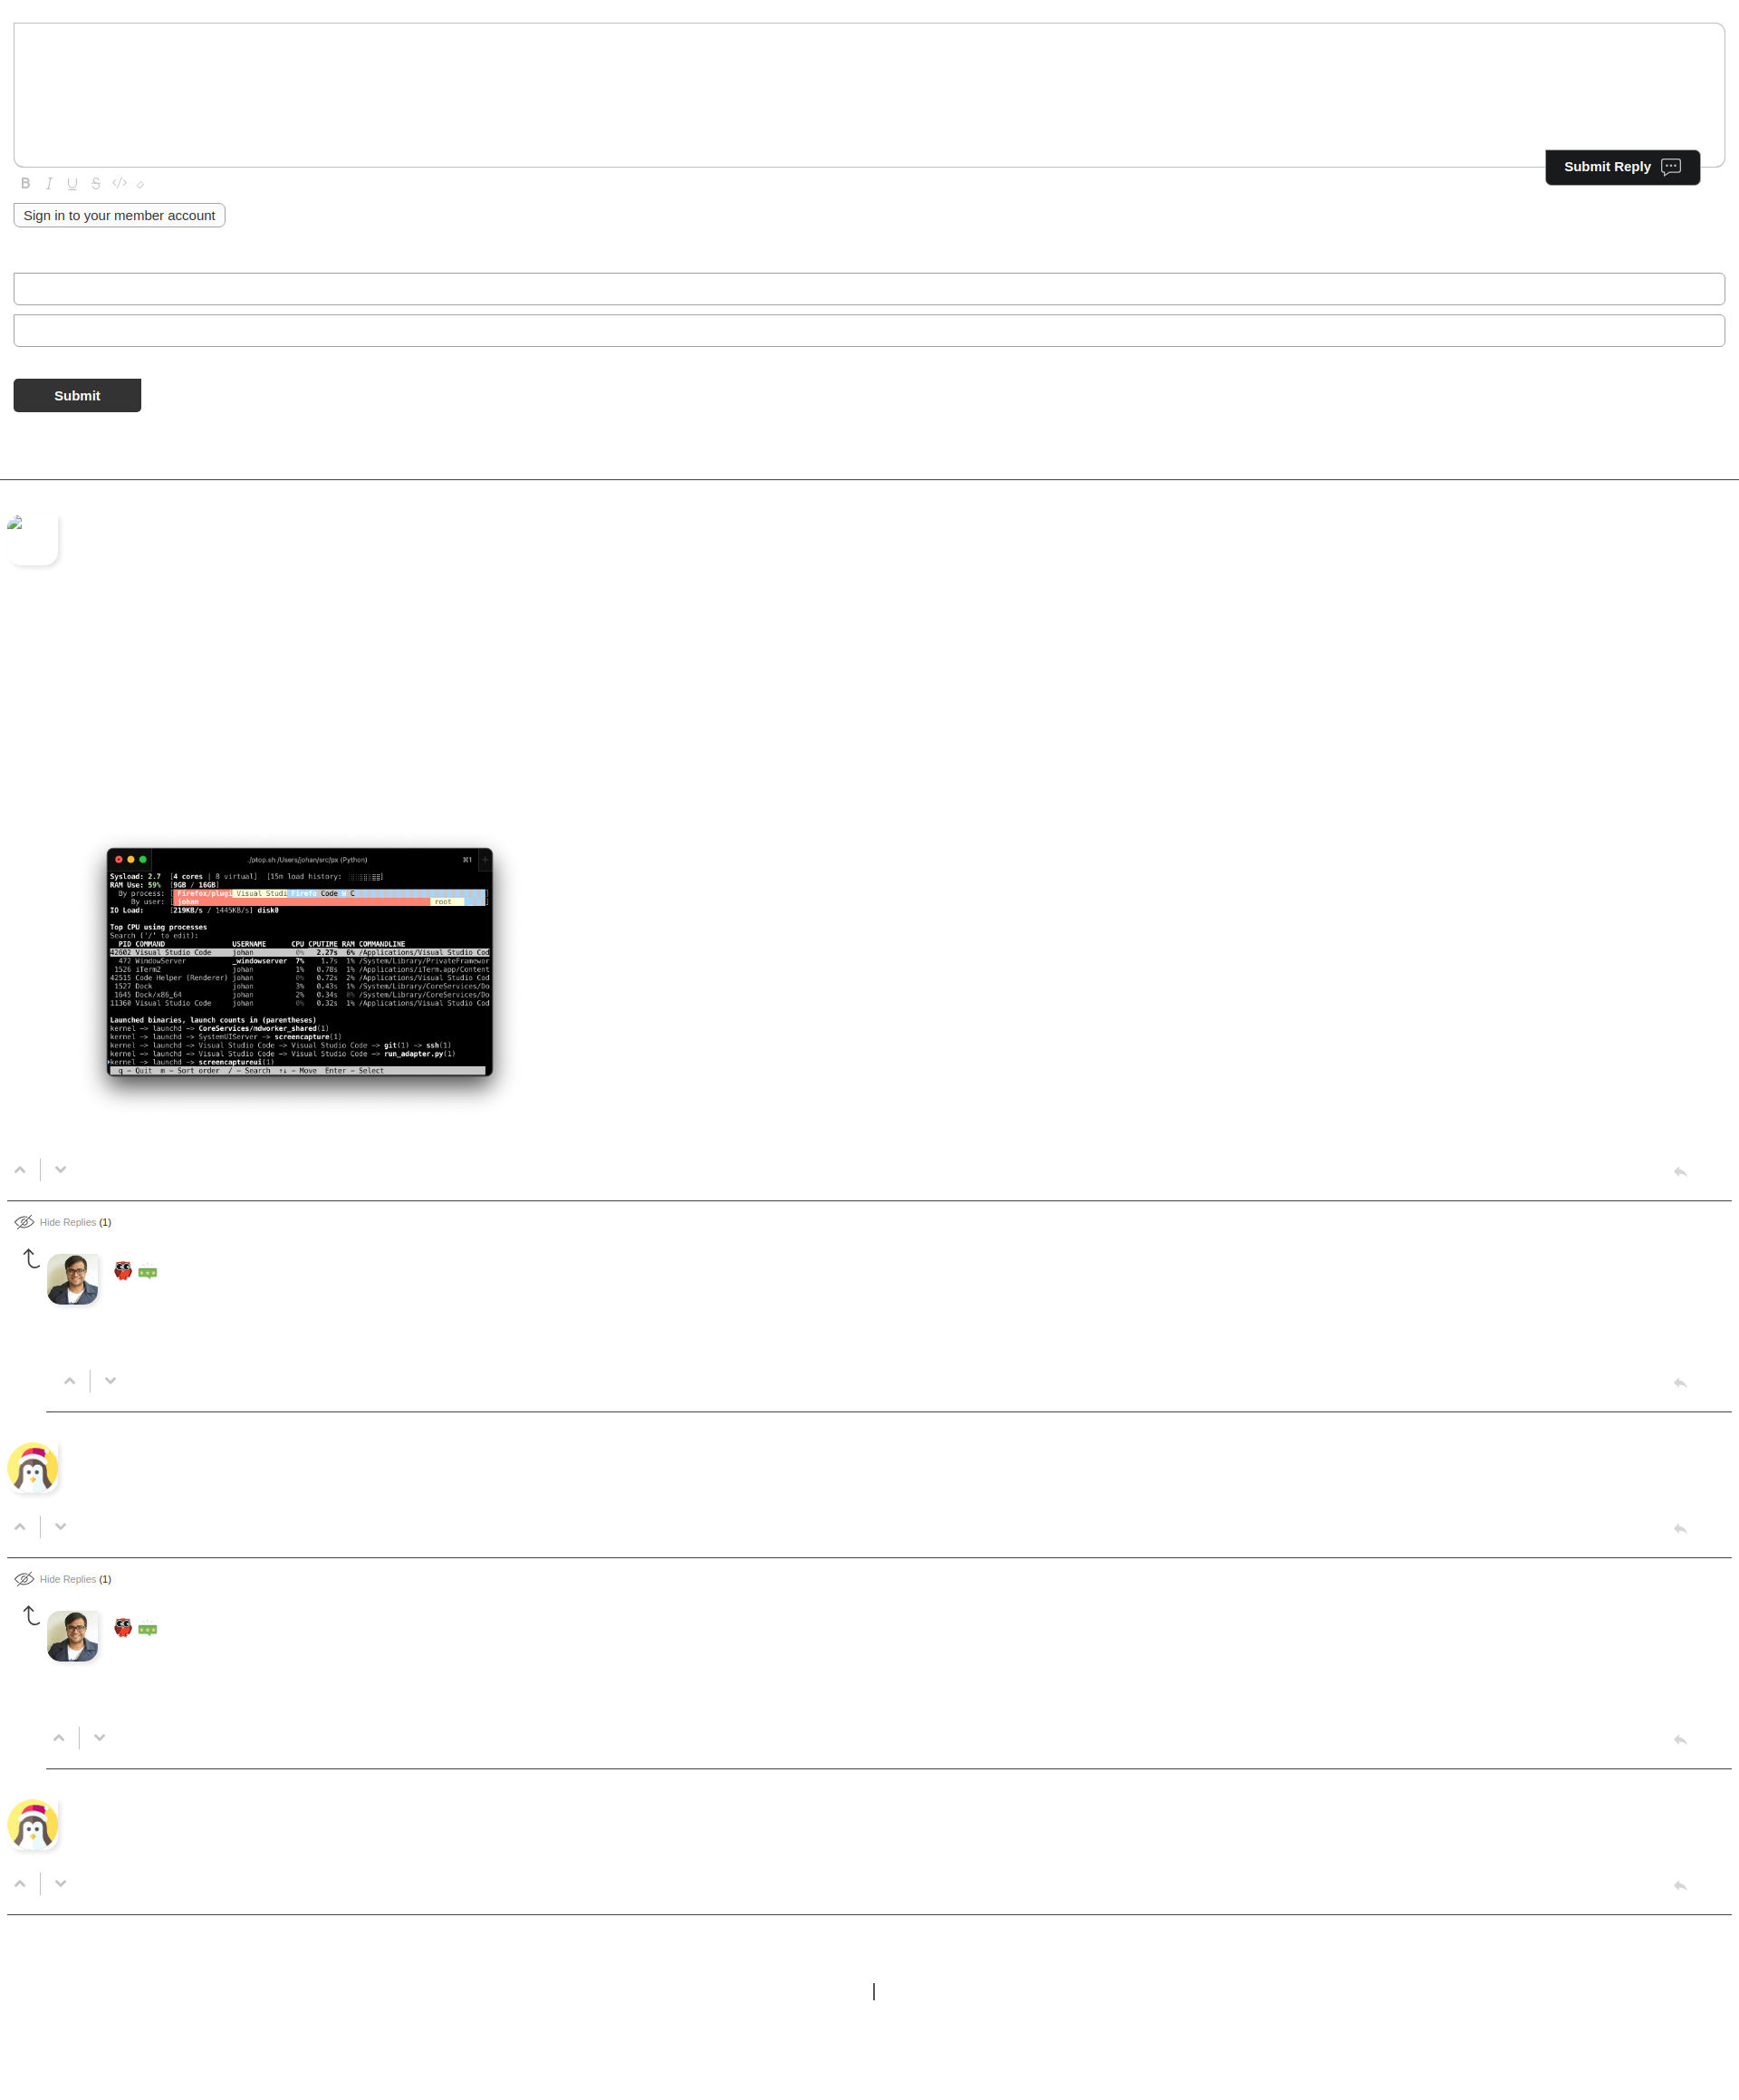 Submit Reply
Sign in to your member account
Submit
./ptop.sh /Users/johan/src/px (Python) ⌘1
Sysload: 2.7 [4 cores | 8 virtual] [15m load history:
RAM Use: 59% [9GB / 16GB]
By process: [ Firefox/plugi Visual Studi Code
By user: [ johan root
IO Load: [219KB/s / 1445KB/s] disk0
Top CPU using processes
Search ('/' to edit):
PID COMMAND USERNAME CPU CPUTIME RAM COMMANDLINE
42602 Visual Studio Code johan 0% 2.27s 6% /Applications/Visual Studio Cod
472 WindowServer _windowserver 7% 1.7s 1% /System/Library/PrivateFramewor
1526 iTerm2 johan 1% 0.78s 1% /Applications/iTerm.app/Content
42515 Code Helper (Renderer) johan 0% 0.72s 2% /Applications/Visual Studio Cod
1527 Dock johan 3% 0.43s 1% /System/Library/CoreServices/Do
1645 Dock/x86_64 johan 2% 0.34s 0% /System/Library/CoreServices/Do
11360 Visual Studio Code johan 0% 0.32s 1% /Applications/Visual Studio Cod
Launched binaries, launch counts in (parentheses)
kernel -> launchd -> CoreServices/mdworker_shared(1)
kernel -> launchd -> SystemUIServer -> screencapture(1)
kernel -> launchd -> Visual Studio Code -> Visual Studio Code -> git(1) -> ssh(1)
kernel -> launchd -> Visual Studio Code -> Visual Studio Code -> run_adapter.py(1)
kernel -> launchd -> screencaptureui(1)
q - Quit m - Sort order / - Search ↑↓ - Move Enter - Select
Hide Replies (1)
Hide Replies (1)